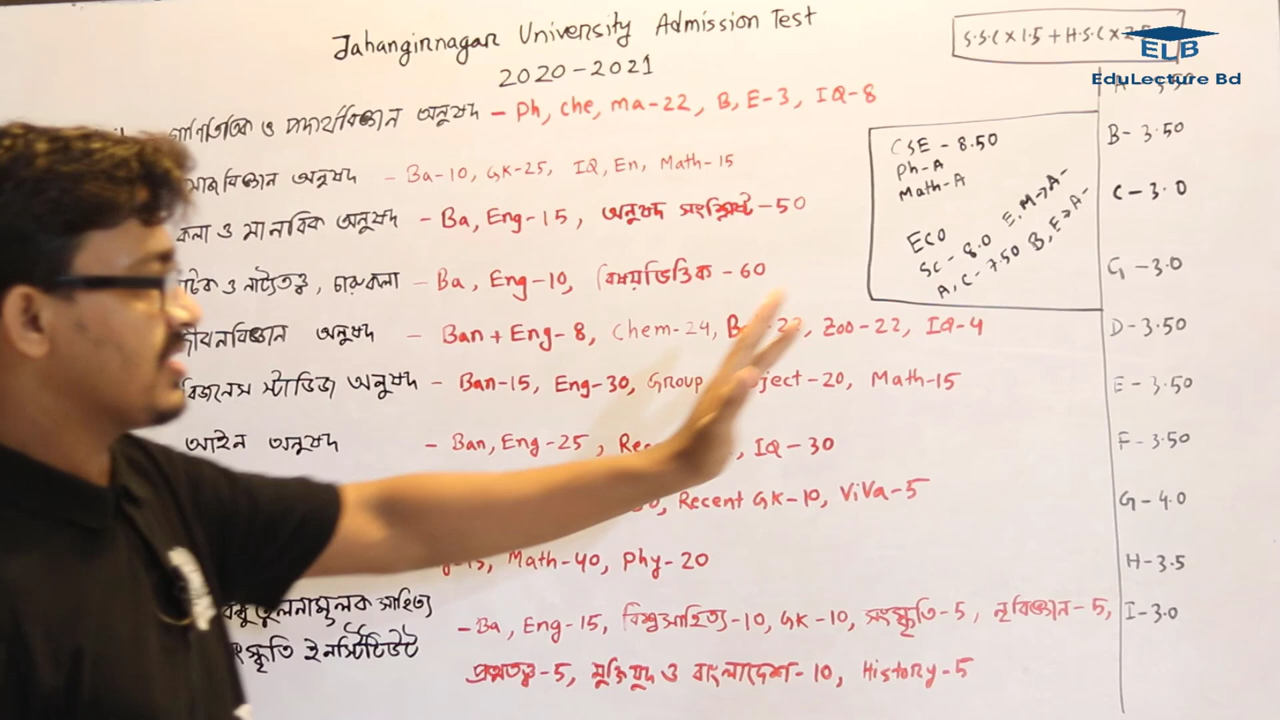 Jahangirnagar University Admission Test
2020-2021
S.S.C X 1.5 + H.S.C X
ELB
EduLecture Bd
গাণিতিক ও পদার্থবিজ্ঞান অনুষদ - Ph, Che, Ma-22, B, E-3, IQ-8
অনুষদ - Ba-10, GK-25, IQ, En, Math-15
কলা ও মানবিক অনুষদ - Ba, Eng-15, অনুষদ সংশ্লিষ্ট-50
ও নাট্যতত্ত্ব, চারুকলা - Ba, Eng-10, বিষয়ভিত্তিক-60
জীববিজ্ঞান অনুষদ - Ban + Eng-8, Chem-24, Zoo-22, IQ-4
বিজনেস স্টাডিজ অনুষদ - Ban-15, Eng-30, Group -20, Math-15
আইন অনুষদ - Ban, Eng-25, IQ-30
Recent GK-10, ViVa-5
Math-40, Phy-20
বন্ধু তুলনামূলক সাহিত্য
ইনস্টিটিউট
- Ba, Eng-15, বিশ্বসাহিত্য-10, GK-10, সংস্কৃতি-5, নৃবিজ্ঞান-5,
প্রত্নতত্ত্ব-5, মুক্তিযুদ্ধ ও বাংলাদেশ-10, History-5
CSE - 8.50
Ph-A
Math-A
ECO
SC - 8.0 E, M→A-
A, C-7.50 B, E→A-
B-3.50
C-3.0
G-3.0
D-3.50
E-3.50
F-3.50
G-4.0
H-3.5
I-3.0